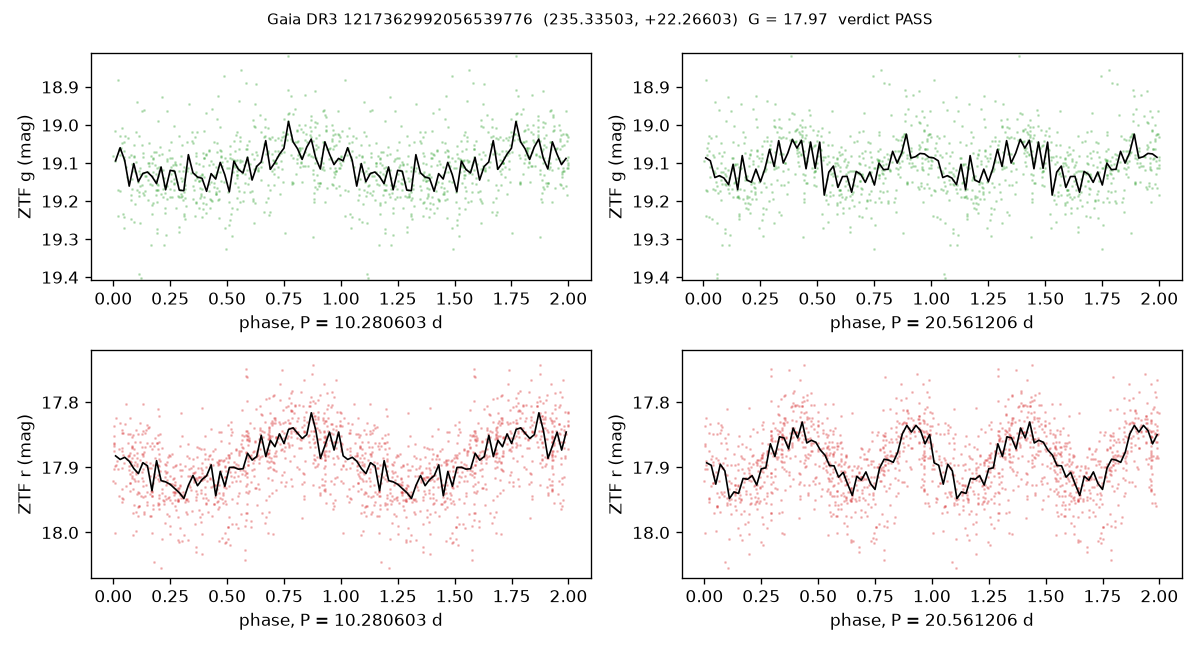 Gaia DR3 1217362992056539776 (235.33503, +22.26603) G = 17.97 verdict PASS
ZTF g (mag)
18.9
19.0
19.1
19.2
19.3
19.4
0.00 0.25 0.50 0.75 1.00 1.25 1.50 1.75 2.00
phase, P = 10.280603 d
ZTF g (mag)
18.9
19.0
19.1
19.2
19.3
19.4
0.00 0.25 0.50 0.75 1.00 1.25 1.50 1.75 2.00
phase, P = 20.561206 d
ZTF r (mag)
17.8
17.9
18.0
0.00 0.25 0.50 0.75 1.00 1.25 1.50 1.75 2.00
phase, P = 10.280603 d
ZTF r (mag)
17.8
17.9
18.0
0.00 0.25 0.50 0.75 1.00 1.25 1.50 1.75 2.00
phase, P = 20.561206 d